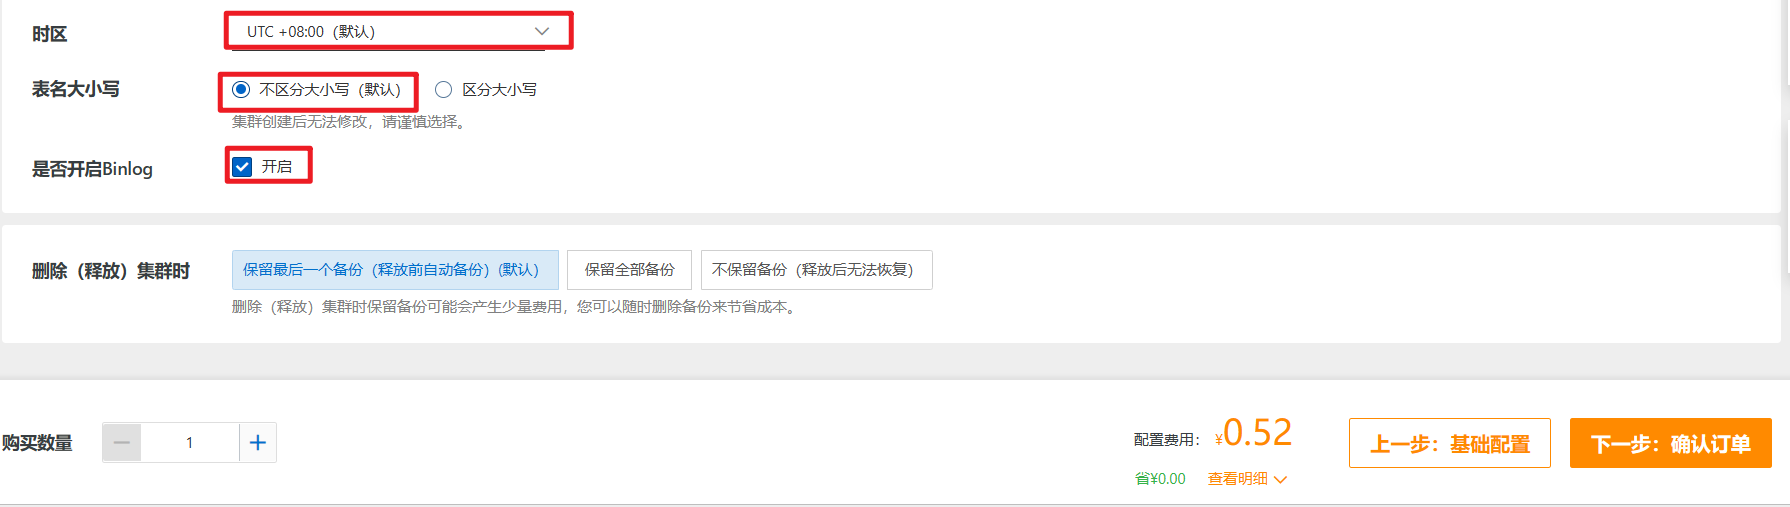 时区 UTC +08:00（默认）
表名大小写 不区分大小写（默认） 区分大小写
集群创建后无法修改，请谨慎选择。
是否开启Binlog 开启
删除（释放）集群时 保留最后一个备份（释放前自动备份）(默认） 保留全部备份 不保留备份（释放后无法恢复）
删除（释放）集群时保留备份可能会产生少量费用，您可以随时删除备份来节省成本。
购买数量 1 配置费用： ¥0.52 上一步：基础配置 下一步：确认订单
省¥0.00 查看明细